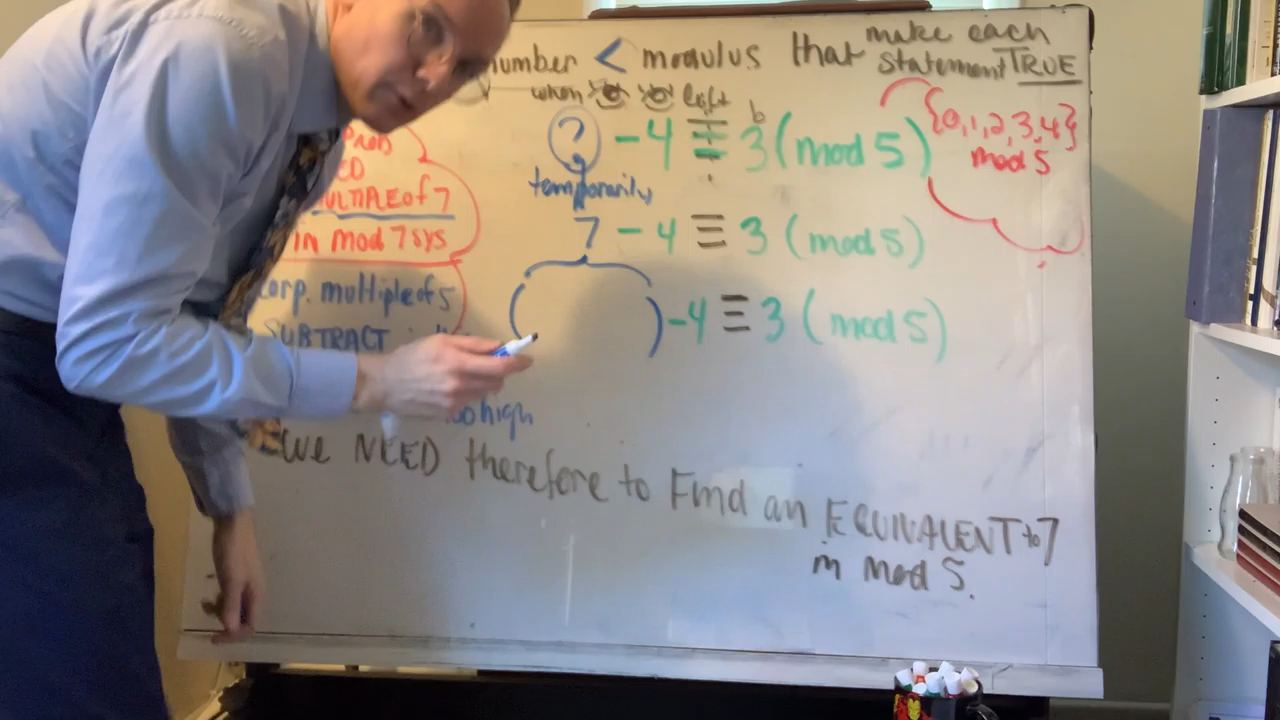 number < modulus that make each
statement TRUE
when left
? - 4 ≡ 3 (mod 5)
b
{0,1,2,3,4}
mod 5
temporarily
7 - 4 ≡ 3 (mod 5)
( ) - 4 ≡ 3 (mod 5)
of 7
in mod 7 sys
multiple of 5
SUBTRACT
high
we NEED therefore to Find an EQUIVALENT to 7
in mod 5.